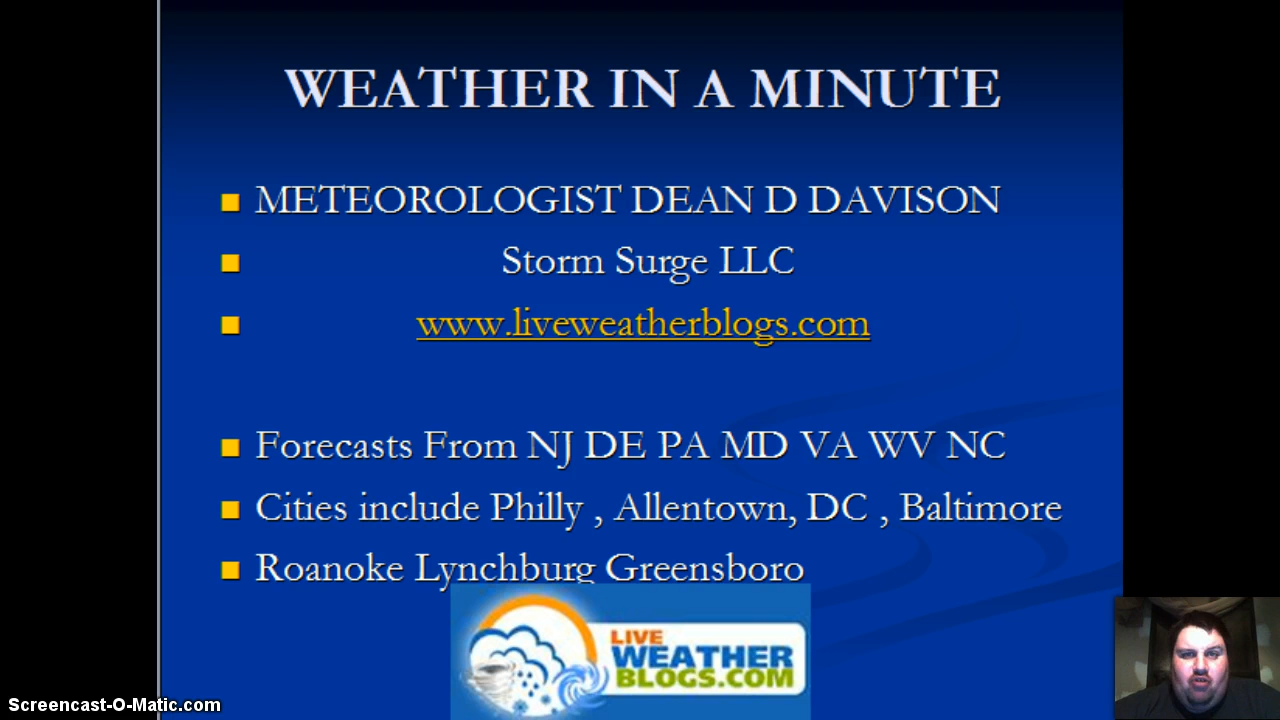 WEATHER IN A MINUTE
METEOROLOGIST DEAN D DAVISON
Storm Surge LLC
www.liveweatherblogs.com
Forecasts From NJ DE PA MD VA WV NC
Cities include Philly , Allentown, DC , Baltimore
Roanoke Lynchburg Greensboro
LIVE
WEATHER
BLOGS.COM
Screencast-O-Matic.com